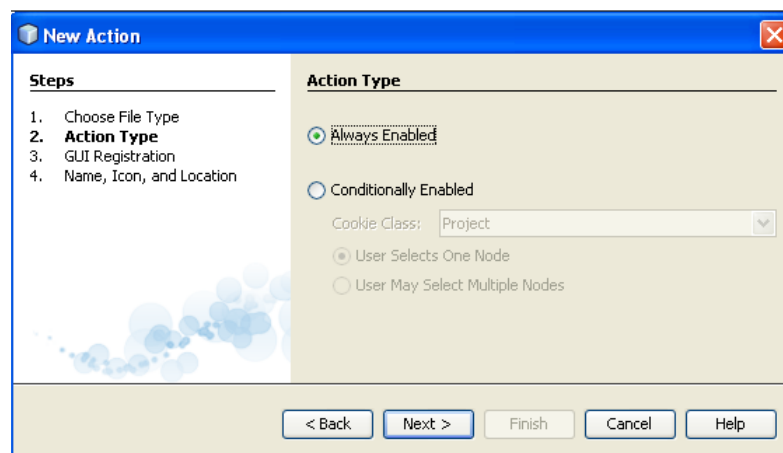 New Action
Steps
1. Choose File Type
2. Action Type
3. GUI Registration
4. Name, Icon, and Location
Action Type
Always Enabled
Conditionally Enabled
Cookie Class: Project
User Selects One Node
User May Select Multiple Nodes
< Back Next > Finish Cancel Help